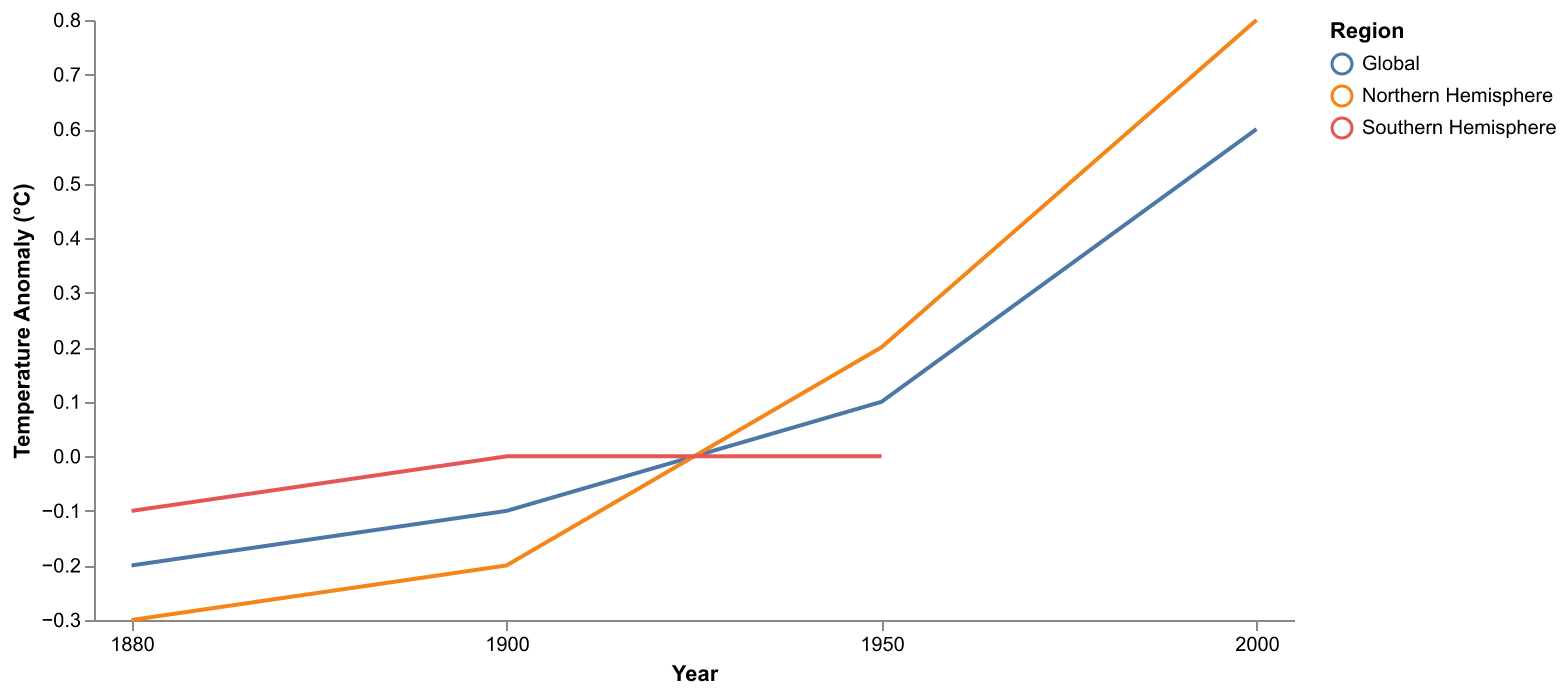 0.8
0.7
0.6
0.5
0.4
0.3
0.2
0.1
0.0
−0.1
−0.2
−0.3
Temperature Anomaly (°C)
1880
1900
1950
2000
Year
Region
Global
Northern Hemisphere
Southern Hemisphere